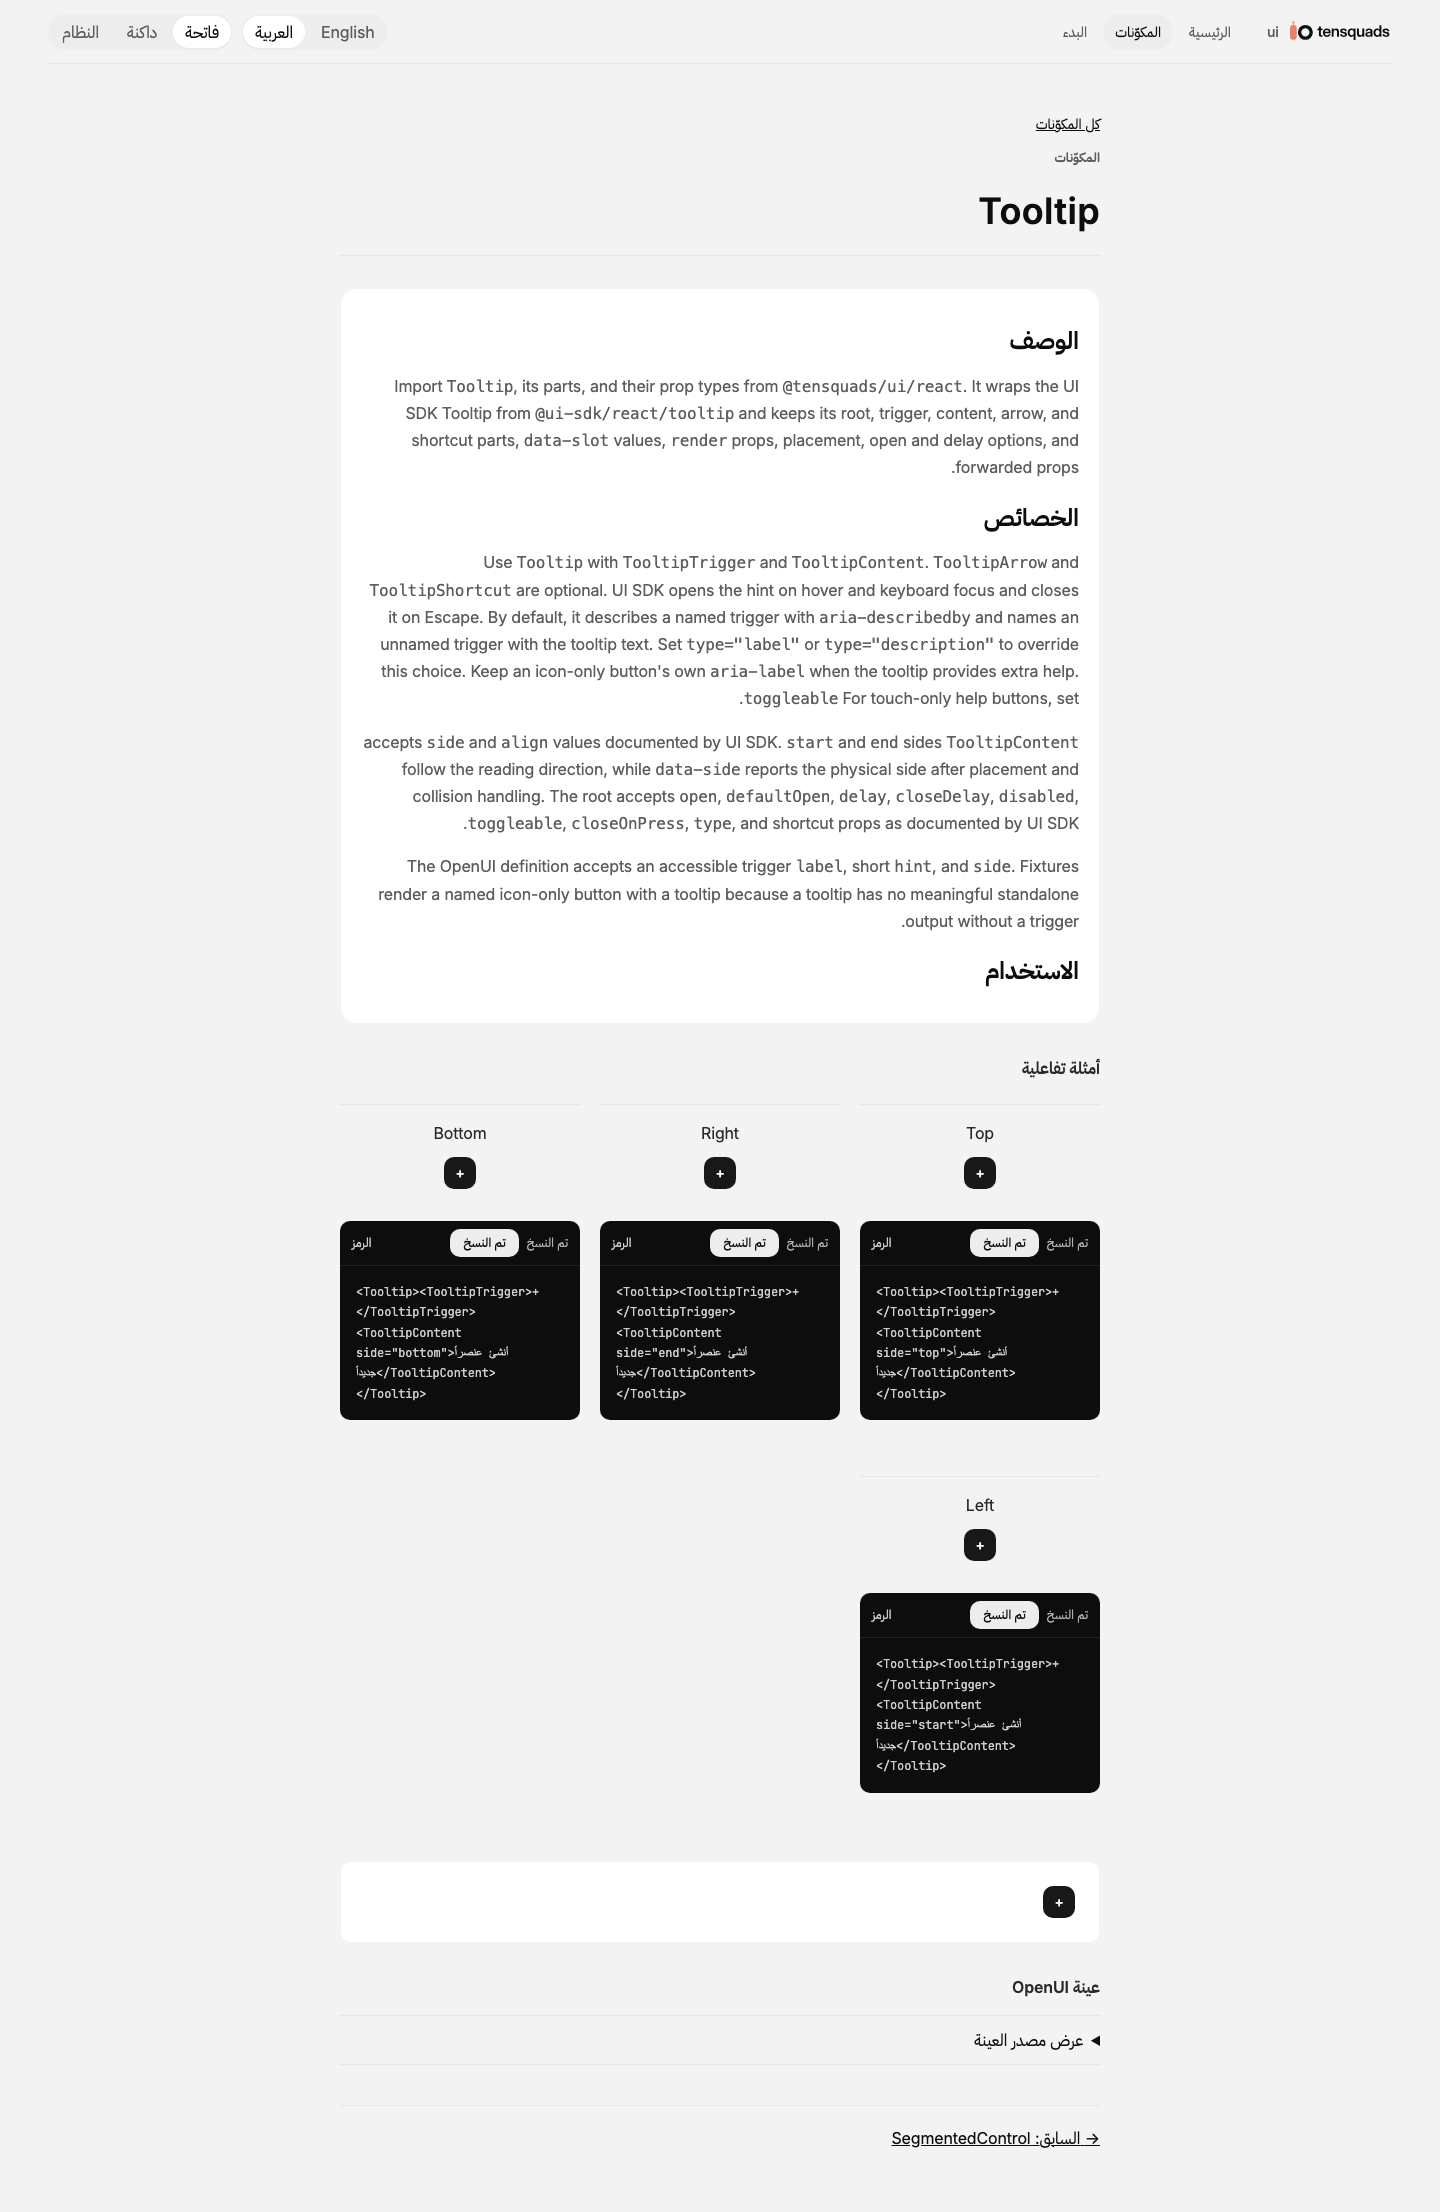 tensquads ui الرئيسية المكوّنات البدء English العربية فاتحة داكنة النظام
كل المكوّنات
المكوّنات
Tooltip
الوصف
Import Tooltip, its parts, and their prop types from @tensquads/ui/react. It wraps the UI
SDK Tooltip from @ui-sdk/react/tooltip and keeps its root, trigger, content, arrow, and
shortcut parts, data-slot values, render props, placement, open and delay options, and
forwarded props.
الخصائص
Use Tooltip with TooltipTrigger and TooltipContent. TooltipArrow and
TooltipShortcut are optional. UI SDK opens the hint on hover and keyboard focus and closes
it on Escape. By default, it describes a named trigger with aria-describedby and names an
unnamed trigger with the tooltip text. Set type="label" or type="description" to override
this choice. Keep an icon-only button's own aria-label when the tooltip provides extra help.
For touch-only help buttons, set toggleable.
TooltipContent accepts side and align values documented by UI SDK. start and end sides
follow the reading direction, while data-side reports the physical side after placement and
collision handling. The root accepts open, defaultOpen, delay, closeDelay, disabled,
toggleable, closeOnPress, type, and shortcut props as documented by UI SDK.
The OpenUI definition accepts an accessible trigger label, short hint, and side. Fixtures
render a named icon-only button with a tooltip because a tooltip has no meaningful standalone
output without a trigger.
الاستخدام
أمثلة تفاعلية
Top
+
تم النسخ تم النسخ الرمز
<Tooltip><TooltipTrigger>+
</TooltipTrigger>
<TooltipContent
side="top">أنشئ عنصراً
جديداً</TooltipContent>
</Tooltip>
Right
+
تم النسخ تم النسخ الرمز
<Tooltip><TooltipTrigger>+
</TooltipTrigger>
<TooltipContent
side="end">أنشئ عنصراً
جديداً</TooltipContent>
</Tooltip>
Bottom
+
تم النسخ تم النسخ الرمز
<Tooltip><TooltipTrigger>+
</TooltipTrigger>
<TooltipContent
side="bottom">أنشئ عنصراً
جديداً</TooltipContent>
</Tooltip>
Left
+
تم النسخ تم النسخ الرمز
<Tooltip><TooltipTrigger>+
</TooltipTrigger>
<TooltipContent
side="start">أنشئ عنصراً
جديداً</TooltipContent>
</Tooltip>
+
عينة OpenUI
عرض مصدر العينة
→ السابق: SegmentedControl